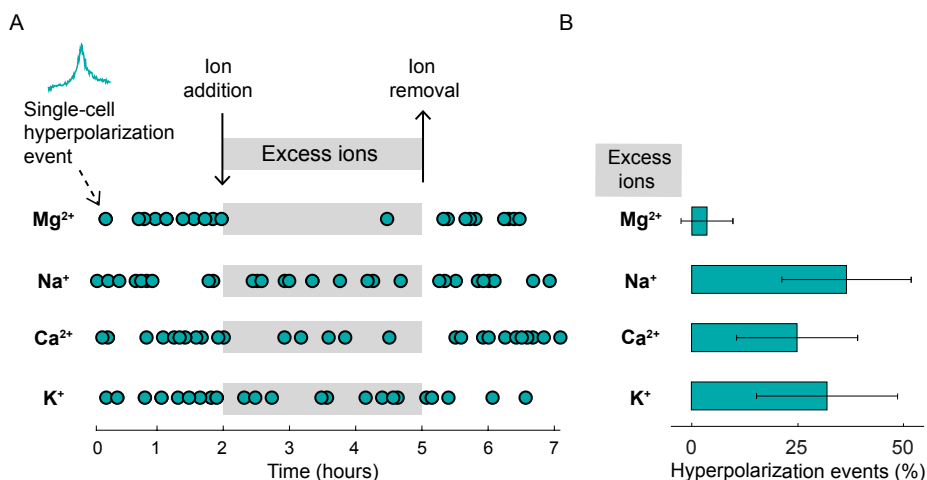 A
B
Ion
addition
Ion
removal
Single-cell
hyperpolarization
event
Excess ions
Excess
ions
Mg²⁺
Na⁺
Ca²⁺
K⁺
0 1 2 3 4 5 6 7
Time (hours)
Mg²⁺
Na⁺
Ca²⁺
K⁺
0 25 50
Hyperpolarization events (%)